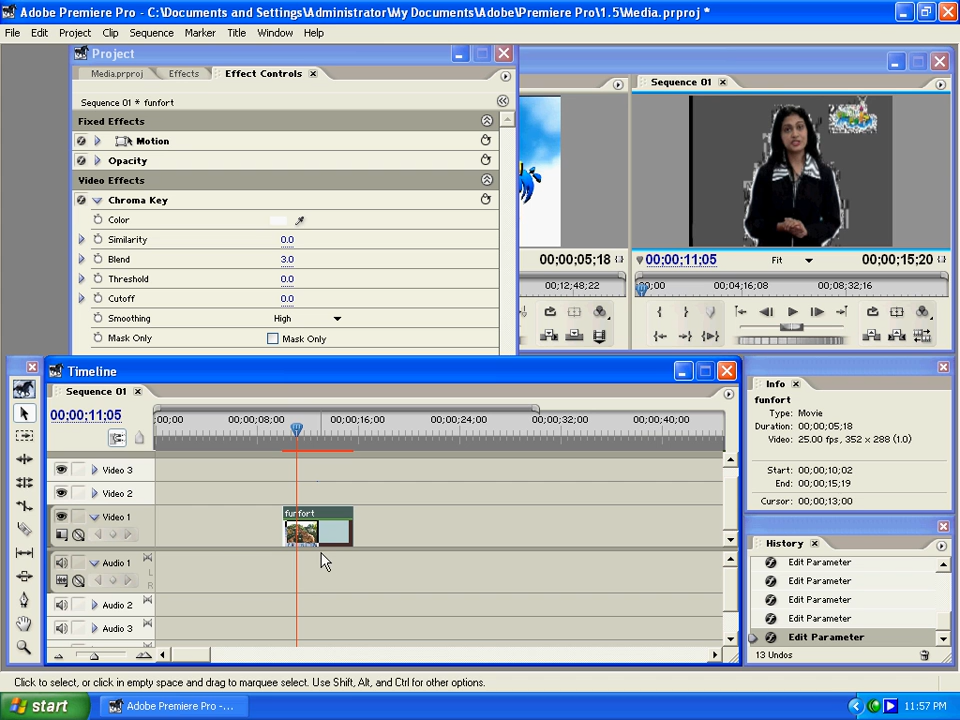 Adobe Premiere Pro - C:\Documents and Settings\Administrator\My Documents\Adobe\Premiere Pro\1.5\Media.prproj *
File Edit Project Clip Sequence Marker Title Window Help
Project
Media.prproj Effects Effect Controls
Sequence 01 * funfort
Fixed Effects
Motion
Opacity
Video Effects
Chroma Key
Color
Similarity 0.0
Blend 3.0
Threshold 0.0
Cutoff 0.0
Smoothing High
Mask Only Mask Only
Sequence 01
00;00;05;18
00;12;48;22
00;00;11;05 Fit 00;00;15;20
00;00 00;04;16;08 00;08;32;16
Timeline
Sequence 01
00;00;11;05
;00;00 00;00;08;00 00;00;16;00 00;00;24;00 00;00;32;00 00;00;40;00
Video 3
Video 2
Video 1
funfort
Audio 1
L
R
Audio 2
Audio 3
Info
funfort
Type: Movie
Duration: 00;00;05;18
Video: 25.00 fps, 352 x 288 (1.0)
Start: 00;00;10;02
End: 00;00;15;19
Cursor: 00;00;13;00
History
Edit Parameter
Edit Parameter
Edit Parameter
Edit Parameter
Edit Parameter
13 Undos
Click to select, or click in empty space and drag to marquee select. Use Shift, Alt, and Ctrl for other options.
start Adobe Premiere Pro -... 11:57 PM